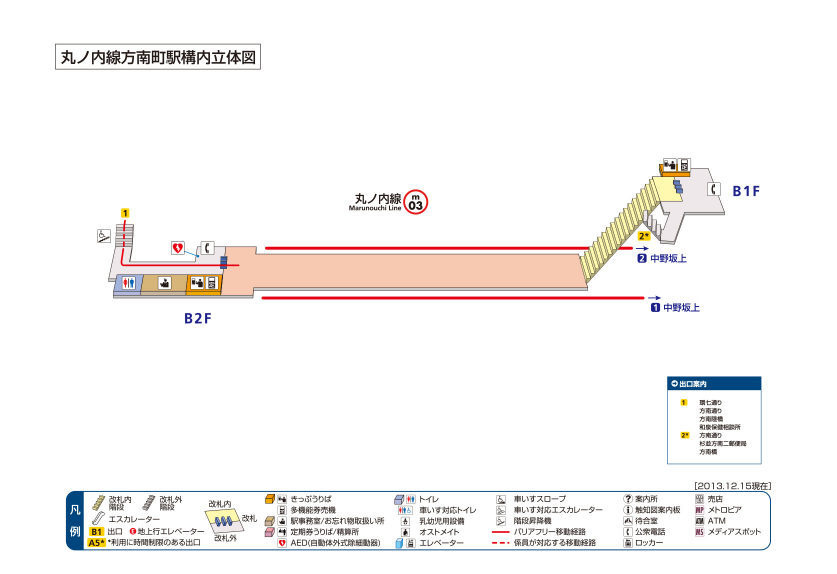 丸ノ内線方南町駅構内立体図
B1F
丸ノ内線
Marunouchi Line
m
03
1
2*
2 中野坂上
1 中野坂上
B2F
出口案内
1 環七通り
方南通り
方南陸橋
和泉保健相談所
2* 方南通り
杉並方南二郵便局
方南橋
[2013.12.15現在]
凡例
改札内階段
改札外階段
エスカレーター
B1 出口
E 地上行エレベーター
A5* *利用に時間制限のある出口
改札内
改札
改札外
きっぷうりば
多機能券売機
駅事務室/お忘れ物取扱い所
定期券うりば/精算所
AED(自動体外式除細動器)
トイレ
車いす対応トイレ
乳幼児用設備
オストメイト
エレベーター
車いすスロープ
車いす対応エスカレーター
階段昇降機
バリアフリー移動経路
係員が対応する移動経路
? 案内所
触知図案内板
待合室
公衆電話
ロッカー
売店
MP メトロピア
ATM ATM
MS メディアスポット